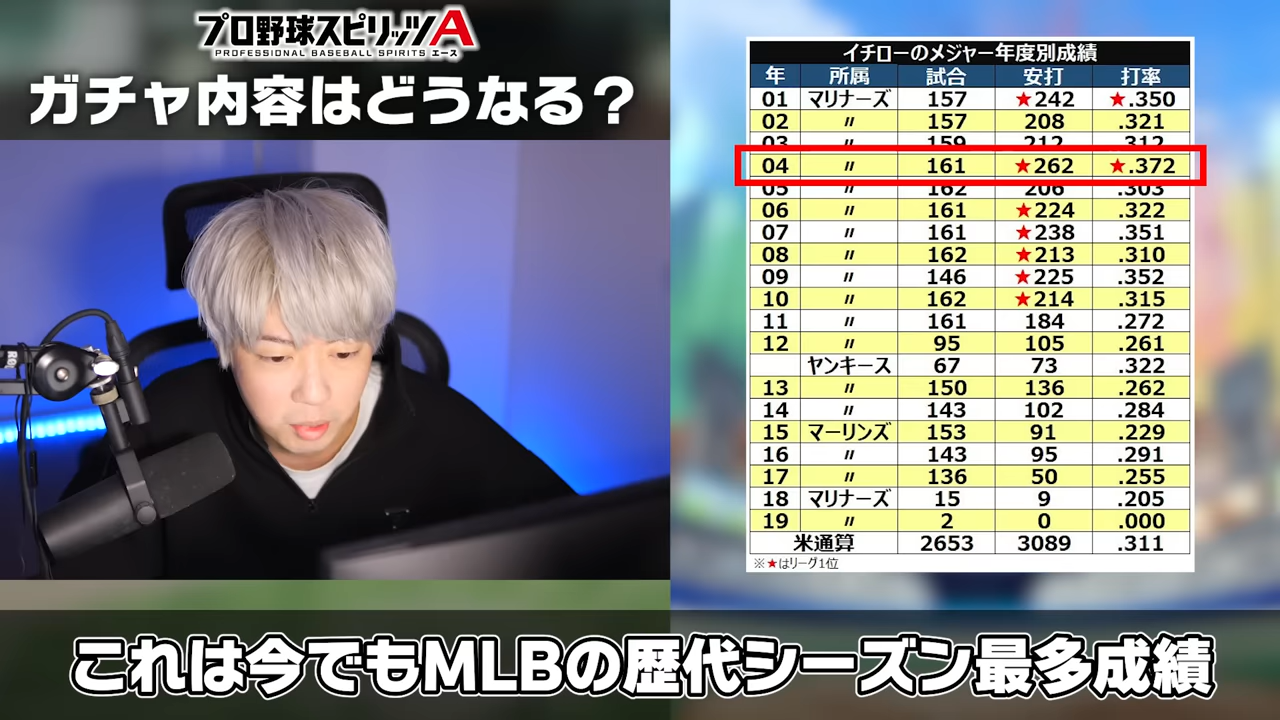 プロ野球スピリッツA
PROFESSIONAL BASEBALL SPIRITS エース
ガチャ内容はどうなる？
イチローのメジャー年度別成績
年 所属 試合 安打 打率
01 マリナーズ 157 ★242 ★.350
02 〃 157 208 .321
03 〃 159 212 .312
04 〃 161 ★262 ★.372
05 〃 162 206 .303
06 〃 161 ★224 .322
07 〃 161 ★238 .351
08 〃 162 ★213 .310
09 〃 146 ★225 .352
10 〃 162 ★214 .315
11 〃 161 184 .272
12 〃 95 105 .261
ヤンキース 67 73 .322
13 〃 150 136 .262
14 〃 143 102 .284
15 マーリンズ 153 91 .229
16 〃 143 95 .291
17 〃 136 50 .255
18 マリナーズ 15 9 .205
19 〃 2 0 .000
米通算 2653 3089 .311
※★はリーグ1位
これは今でもMLBの歴代シーズン最多成績